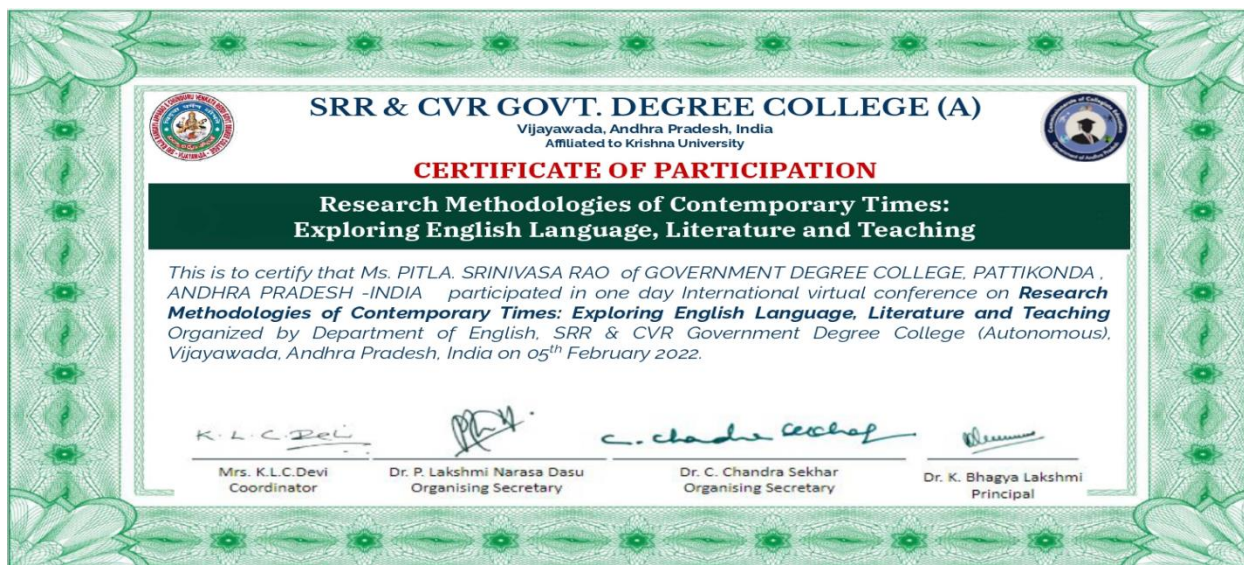 SRR & CVR GOVT. DEGREE COLLEGE (A)
Vijayawada, Andhra Pradesh, India
Affiliated to Krishna University
CERTIFICATE OF PARTICIPATION
Research Methodologies of Contemporary Times:
Exploring English Language, Literature and Teaching
This is to certify that Ms. PITLA. SRINIVASA RAO of GOVERNMENT DEGREE COLLEGE, PATTIKONDA ,
ANDHRA PRADESH -INDIA participated in one day International virtual conference on Research
Methodologies of Contemporary Times: Exploring English Language, Literature and Teaching
Organized by Department of English, SRR & CVR Government Degree College (Autonomous),
Vijayawada, Andhra Pradesh, India on 05th February 2022.
K. L. C. Devi
C. Chandra Sekhar
Mrs. K.L.C.Devi
Coordinator
Dr. P. Lakshmi Narasa Dasu
Organising Secretary
Dr. C. Chandra Sekhar
Organising Secretary
Dr. K. Bhagya Lakshmi
Principal